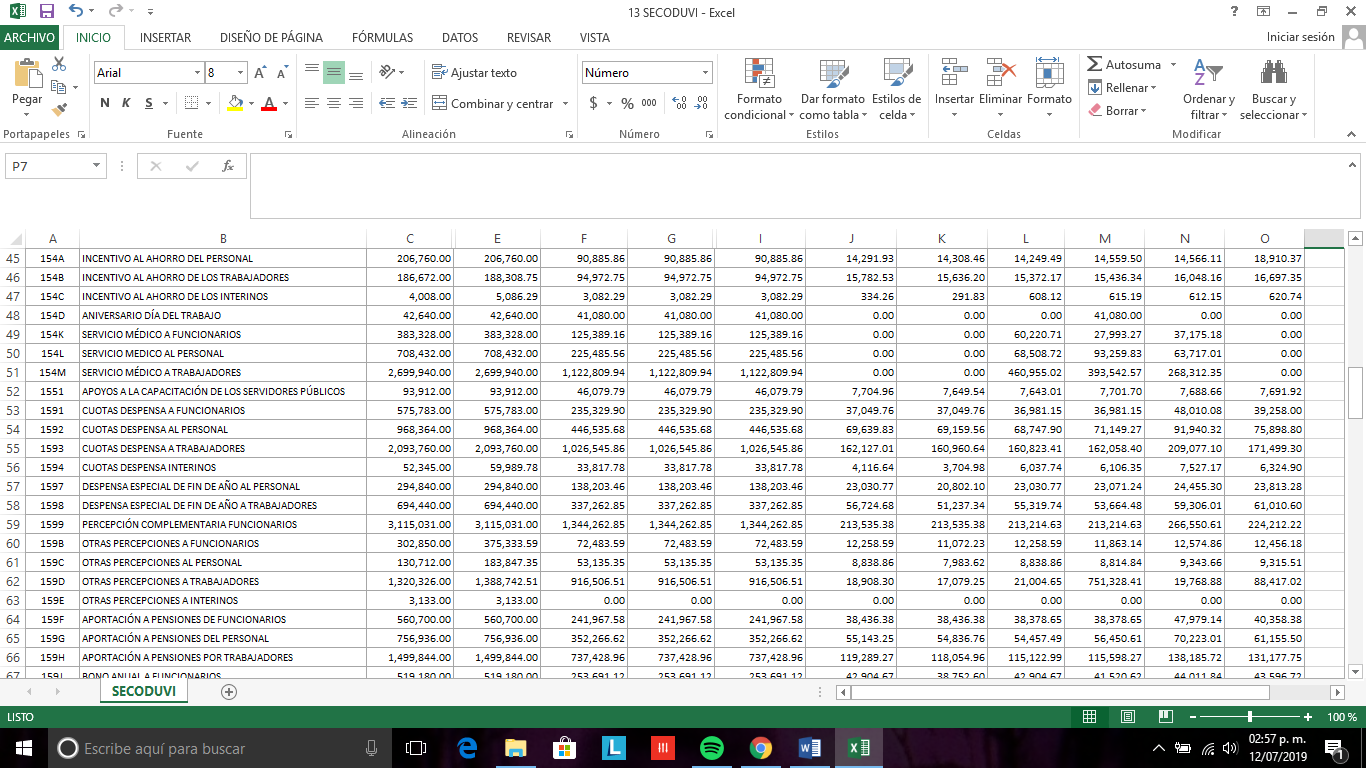 13 SECODUVI - Excel
ARCHIVO INICIO INSERTAR DISEÑO DE PÁGINA FÓRMULAS DATOS REVISAR VISTA Iniciar sesión
Pegar Arial 8 Ajustar texto Número Formato condicional Dar formato como tabla Estilos de celda Insertar Eliminar Formato Autosuma Rellenar Borrar Ordenar y filtrar Buscar y seleccionar
N K S A Combinar y centrar $ % 000
Portapapeles Fuente Alineación Número Estilos Celdas Modificar
P7 fx
A B C E F G I J K L M N O
45 154A INCENTIVO AL AHORRO DEL PERSONAL 206,760.00 206,760.00 90,885.86 90,885.86 90,885.86 14,291.93 14,308.46 14,249.49 14,559.50 14,566.11 18,910.37
46 154B INCENTIVO AL AHORRO DE LOS TRABAJADORES 186,672.00 188,308.75 94,972.75 94,972.75 94,972.75 15,782.53 15,636.20 15,372.17 15,436.34 16,048.16 16,697.35
47 154C INCENTIVO AL AHORRO DE LOS INTERINOS 4,008.00 5,086.29 3,082.29 3,082.29 3,082.29 334.26 291.83 608.12 615.19 612.15 620.74
48 154D ANIVERSARIO DÍA DEL TRABAJO 42,640.00 42,640.00 41,080.00 41,080.00 41,080.00 0.00 0.00 0.00 41,080.00 0.00 0.00
49 154K SERVICIO MÉDICO A FUNCIONARIOS 383,328.00 383,328.00 125,389.16 125,389.16 125,389.16 0.00 0.00 60,220.71 27,993.27 37,175.18 0.00
50 154L SERVICIO MEDICO AL PERSONAL 708,432.00 708,432.00 225,485.56 225,485.56 225,485.56 0.00 0.00 68,508.72 93,259.83 63,717.01 0.00
51 154M SERVICIO MÉDICO A TRABAJADORES 2,699,940.00 2,699,940.00 1,122,809.94 1,122,809.94 1,122,809.94 0.00 0.00 460,955.02 393,542.57 268,312.35 0.00
52 1551 APOYOS A LA CAPACITACIÓN DE LOS SERVIDORES PÚBLICOS 93,912.00 93,912.00 46,079.79 46,079.79 46,079.79 7,704.96 7,649.54 7,643.01 7,701.70 7,688.66 7,691.92
53 1591 CUOTAS DESPENSA A FUNCIONARIOS 575,783.00 575,783.00 235,329.90 235,329.90 235,329.90 37,049.76 37,049.76 36,981.15 36,981.15 48,010.08 39,258.00
54 1592 CUOTAS DESPENSA AL PERSONAL 968,364.00 968,364.00 446,535.68 446,535.68 446,535.68 69,639.83 69,159.56 68,747.90 71,149.27 91,940.32 75,898.80
55 1593 CUOTAS DESPENSA A TRABAJADORES 2,093,760.00 2,093,760.00 1,026,545.86 1,026,545.86 1,026,545.86 162,127.01 160,960.64 160,823.41 162,058.40 209,077.10 171,499.30
56 1594 CUOTAS DESPENSA INTERINOS 52,345.00 59,989.78 33,817.78 33,817.78 33,817.78 4,116.64 3,704.98 6,037.74 6,106.35 7,527.17 6,324.90
57 1597 DESPENSA ESPECIAL DE FIN DE AÑO AL PERSONAL 294,840.00 294,840.00 138,203.46 138,203.46 138,203.46 23,030.77 20,802.10 23,030.77 23,071.24 24,455.30 23,813.28
58 1598 DESPENSA ESPECIAL DE FIN DE AÑO A TRABAJADORES 694,440.00 694,440.00 337,262.85 337,262.85 337,262.85 56,724.68 51,237.34 55,319.74 53,664.48 59,306.01 61,010.60
59 1599 PERCEPCIÓN COMPLEMENTARIA FUNCIONARIOS 3,115,031.00 3,115,031.00 1,344,262.85 1,344,262.85 1,344,262.85 213,535.38 213,535.38 213,214.63 213,214.63 266,550.61 224,212.22
60 159B OTRAS PERCEPCIONES A FUNCIONARIOS 302,850.00 375,333.59 72,483.59 72,483.59 72,483.59 12,258.59 11,072.23 12,258.59 11,863.14 12,574.86 12,456.18
61 159C OTRAS PERCEPCIONES AL PERSONAL 130,712.00 183,847.35 53,135.35 53,135.35 53,135.35 8,838.86 7,983.62 8,838.86 8,814.84 9,343.66 9,315.51
62 159D OTRAS PERCEPCIONES A TRABAJADORES 1,320,326.00 1,388,742.51 916,506.51 916,506.51 916,506.51 18,908.30 17,079.25 21,004.65 751,328.41 19,768.88 88,417.02
63 159E OTRAS PERCEPCIONES A INTERINOS 3,133.00 3,133.00 0.00 0.00 0.00 0.00 0.00 0.00 0.00 0.00 0.00
64 159F APORTACIÓN A PENSIONES DE FUNCIONARIOS 560,700.00 560,700.00 241,967.58 241,967.58 241,967.58 38,436.38 38,436.38 38,378.65 38,378.65 47,979.14 40,358.38
65 159G APORTACIÓN A PENSIONES DEL PERSONAL 756,936.00 756,936.00 352,266.62 352,266.62 352,266.62 55,143.25 54,836.76 54,457.49 56,450.61 70,223.01 61,155.50
66 159H APORTACIÓN A PENSIONES POR TRABAJADORES 1,499,844.00 1,499,844.00 737,428.96 737,428.96 737,428.96 119,289.27 118,054.96 115,122.99 115,598.27 138,185.72 131,177.75
67 BONO ANUAL A FUNCIONARIOS 519,180.00 519,180.00 253,691.12 253,691.12 253,691.12 42,904.67 38,752.60 42,904.67 41,520.62 44,011.84 43,596.72
SECODUVI
LISTO 100 %
Escribe aquí para buscar 02:57 p. m.
12/07/2019 1